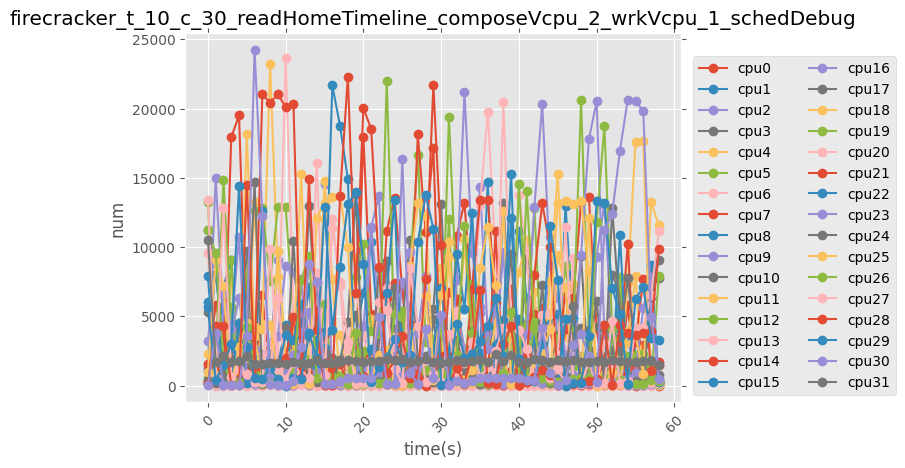 firecracker_t_10_c_30_readHomeTimeline_composeVcpu_2_wrkVcpu_1_schedDebug
25000
20000
15000
10000
5000
0
num
0 10 20 30 40 50 60
time(s)
cpu0
cpu1
cpu2
cpu3
cpu4
cpu5
cpu6
cpu7
cpu8
cpu9
cpu10
cpu11
cpu12
cpu13
cpu14
cpu15
cpu16
cpu17
cpu18
cpu19
cpu20
cpu21
cpu22
cpu23
cpu24
cpu25
cpu26
cpu27
cpu28
cpu29
cpu30
cpu31